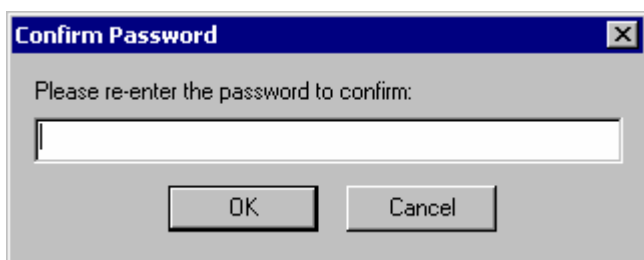 Confirm Password
Please re-enter the password to confirm:
OK
Cancel